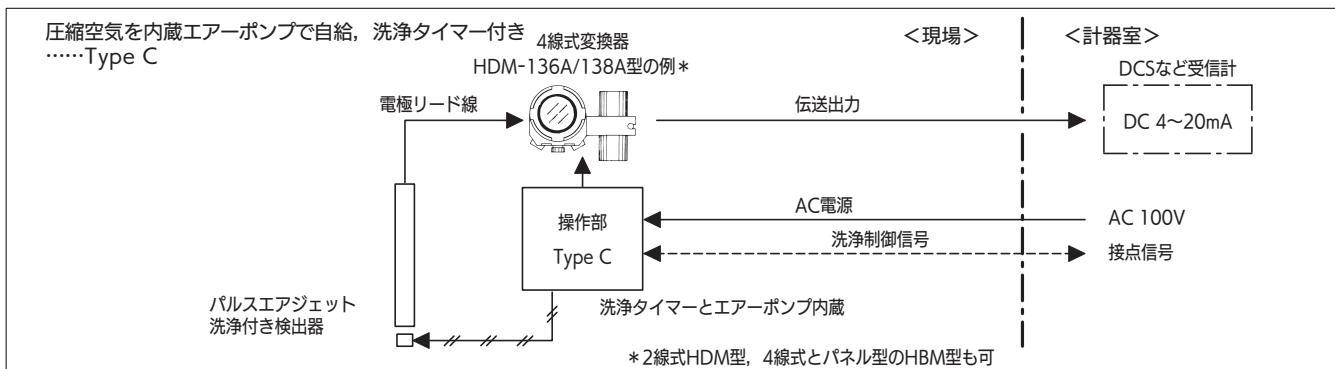 圧縮空気を内蔵エアーポンプで自給，洗浄タイマー付き
……Type C
4線式変換器
HDM-136A/138A型の例＊
＜現場＞
＜計器室＞
DCSなど受信計
電極リード線
伝送出力
DC 4～20mA
操作部
Type C
AC電源
AC 100V
洗浄制御信号
接点信号
パルスエアジェット
洗浄付き検出器
洗浄タイマーとエアーポンプ内蔵
＊2線式HDM型，4線式とパネル型のHBM型も可